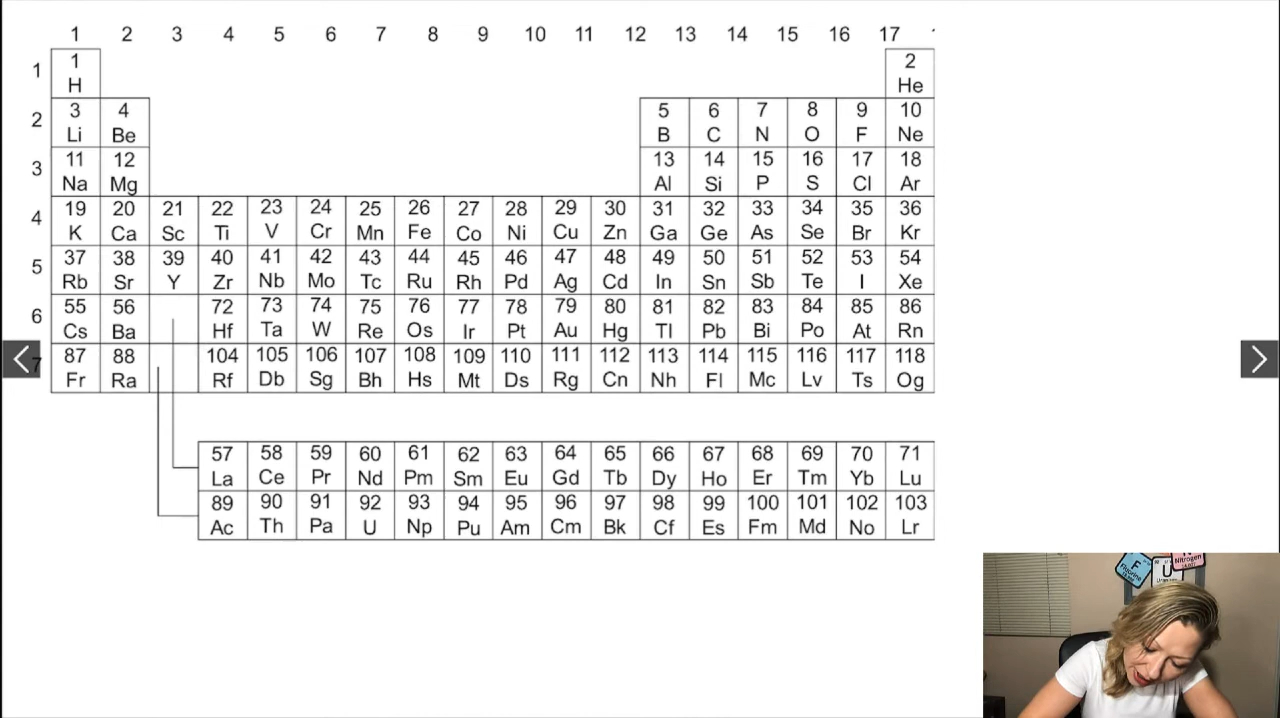 1 2 3 4 5 6 7 8 9 10 11 12 13 14 15 16 17
1 2
1 H He
3 4 5 6 7 8 9 10
2 Li Be B C N O F Ne
11 12 13 14 15 16 17 18
3 Na Mg Al Si P S Cl Ar
19 20 21 22 23 24 25 26 27 28 29 30 31 32 33 34 35 36
4 K Ca Sc Ti V Cr Mn Fe Co Ni Cu Zn Ga Ge As Se Br Kr
37 38 39 40 41 42 43 44 45 46 47 48 49 50 51 52 53 54
5 Rb Sr Y Zr Nb Mo Tc Ru Rh Pd Ag Cd In Sn Sb Te I Xe
55 56 72 73 74 75 76 77 78 79 80 81 82 83 84 85 86
6 Cs Ba Hf Ta W Re Os Ir Pt Au Hg Tl Pb Bi Po At Rn
87 88 104 105 106 107 108 109 110 111 112 113 114 115 116 117 118
7 Fr Ra Rf Db Sg Bh Hs Mt Ds Rg Cn Nh Fl Mc Lv Ts Og
57 58 59 60 61 62 63 64 65 66 67 68 69 70 71
La Ce Pr Nd Pm Sm Eu Gd Tb Dy Ho Er Tm Yb Lu
89 90 91 92 93 94 95 96 97 98 99 100 101 102 103
Ac Th Pa U Np Pu Am Cm Bk Cf Es Fm Md No Lr
F
Fluorine
U
Nitrogen